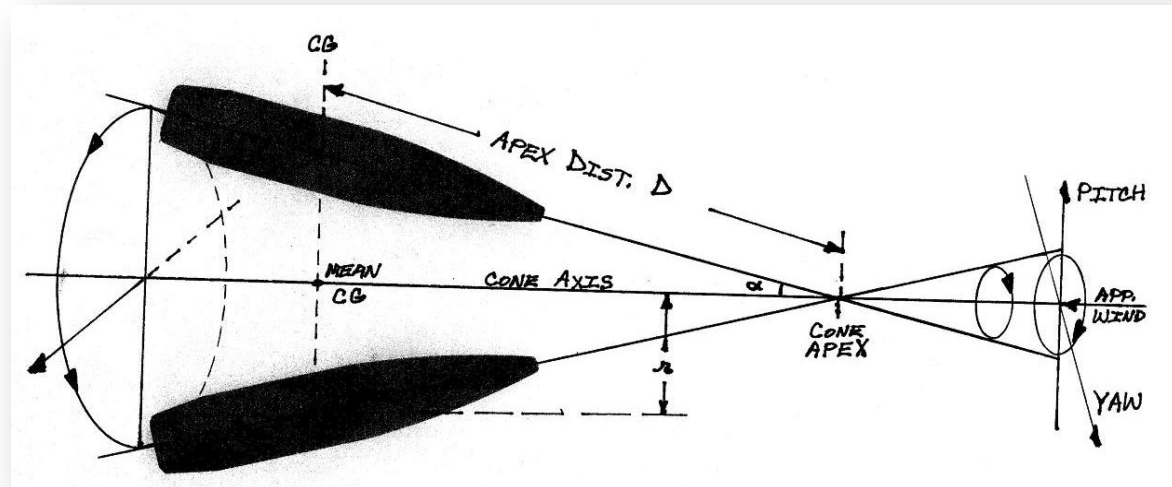 CG
APEX DIST. D
PITCH
MEAN
CG
CONE AXIS
α
APP.
WIND
CONE
APEX
r
YAW